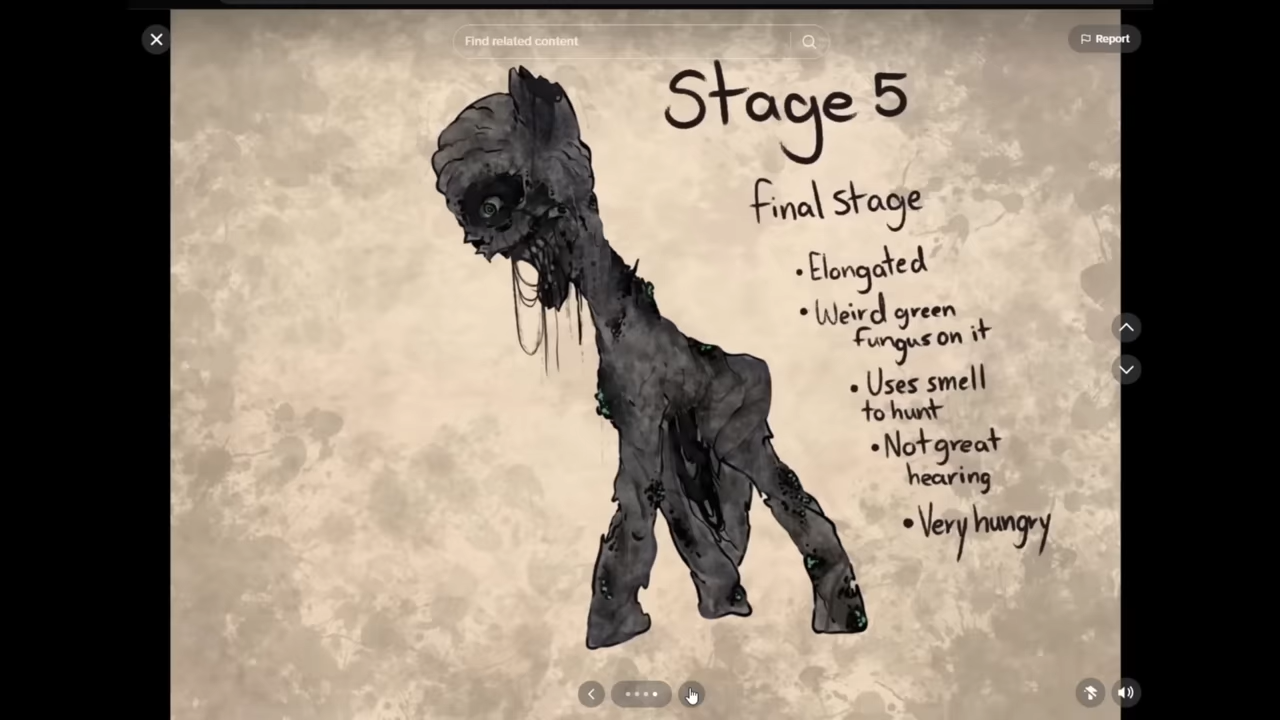 Find related content
Report
Stage 5
final stage
• Elongated
• Weird green
fungus on it
• Uses smell
to hunt
• Not great
hearing
• Very hungry